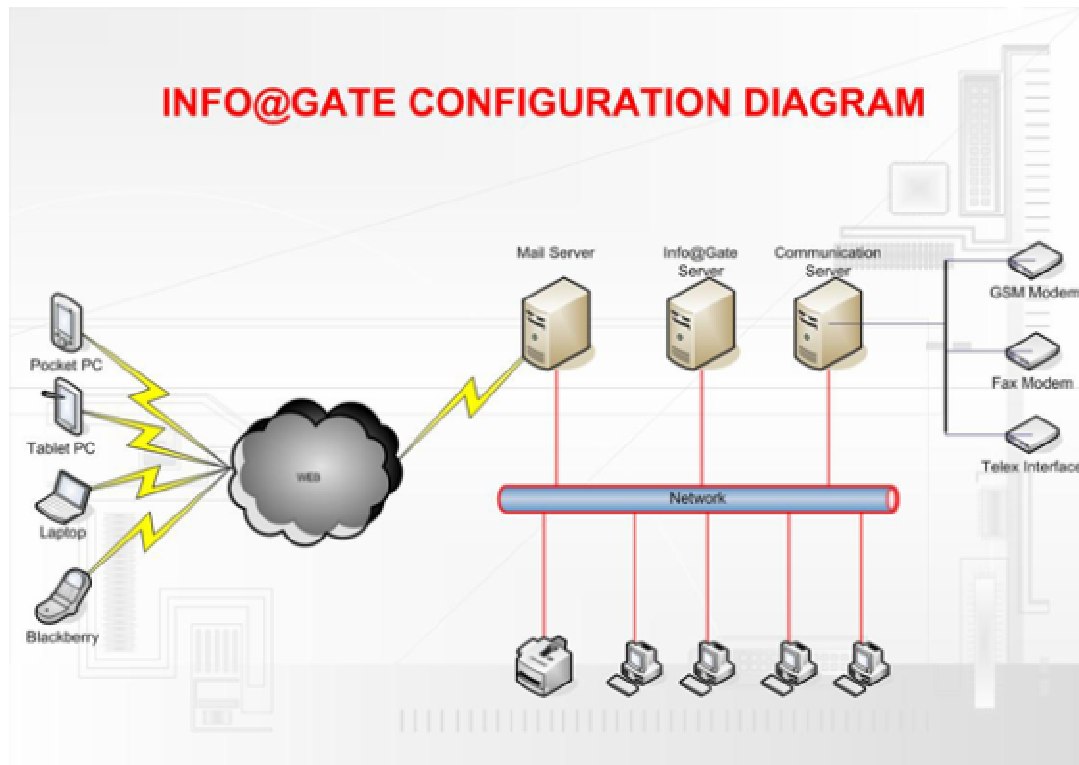 INFO@GATE CONFIGURATION DIAGRAM
Mail Server
Info@Gate
Server
Communication
Server
GSM Modem
Pocket PC
Fax Modem
Tablet PC
Telex Interface
WEB
Network
Laptop
Blackberry